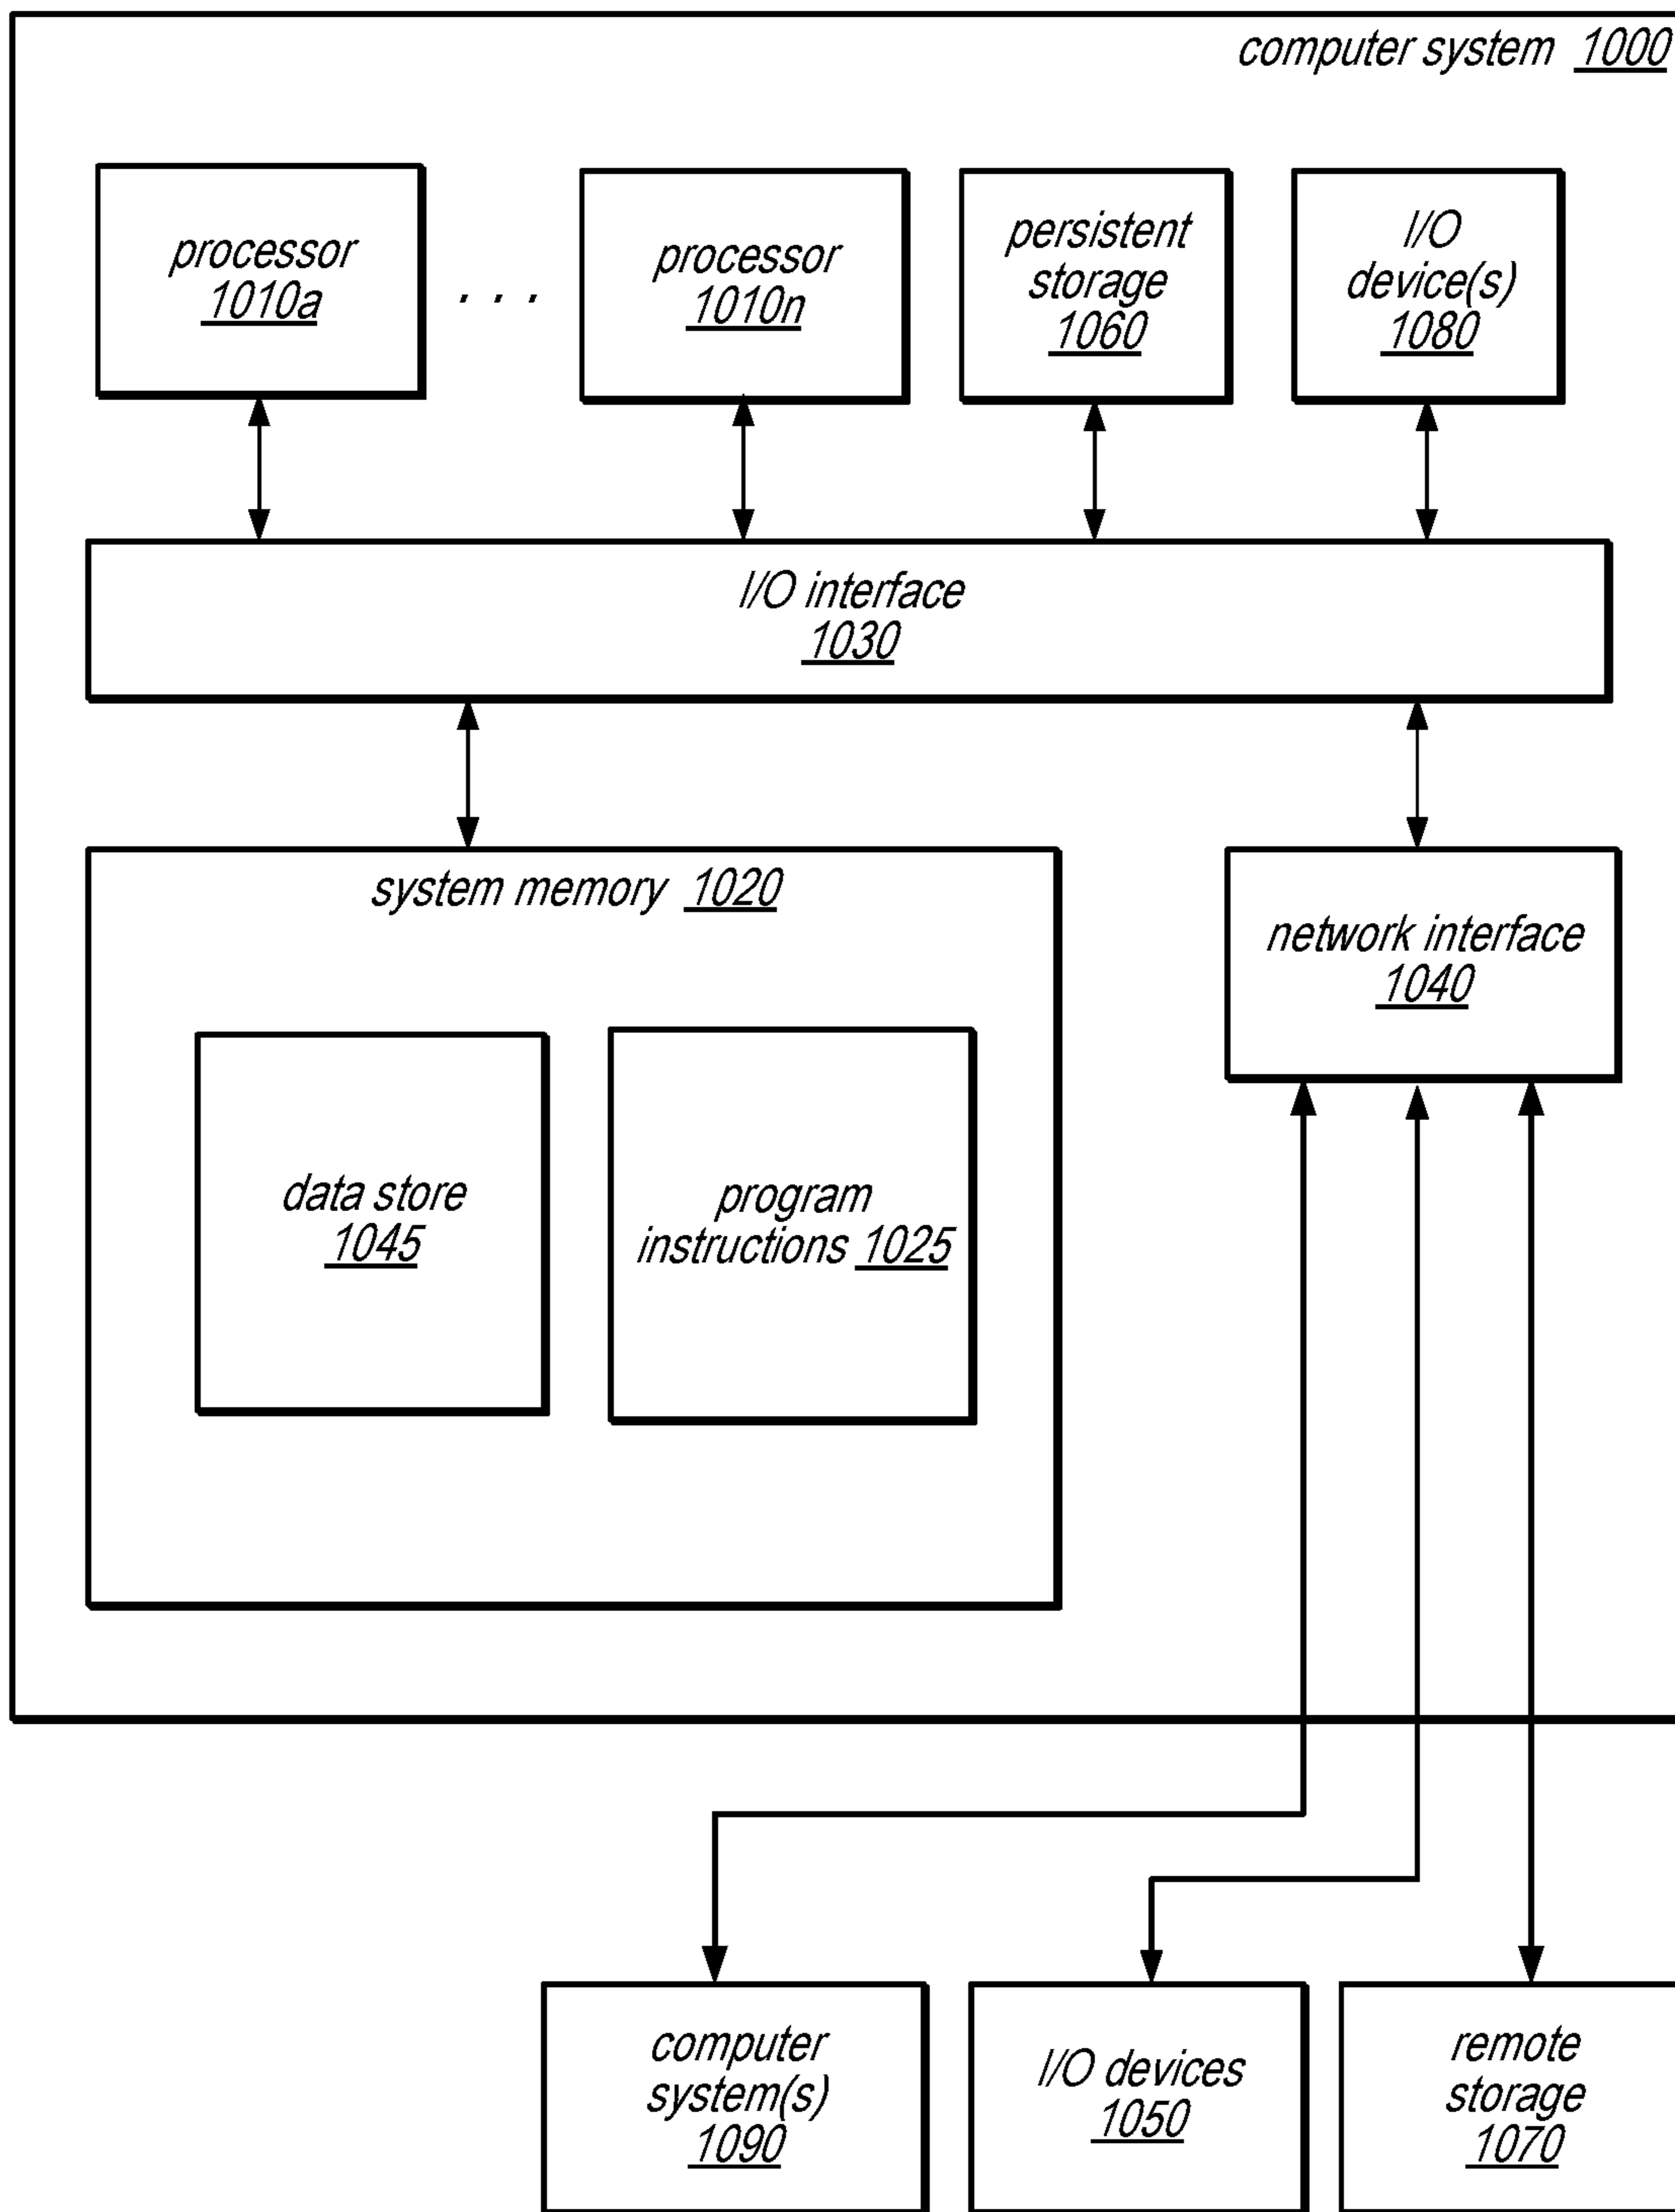 computer system 1000
processor
1010a
. . .
processor
1010n
persistent
storage
1060
I/O
device(s)
1080
I/O interface
1030
system memory 1020
network interface
1040
data store
1045
program
instructions 1025
computer
system(s)
1090
I/O devices
1050
remote
storage
1070